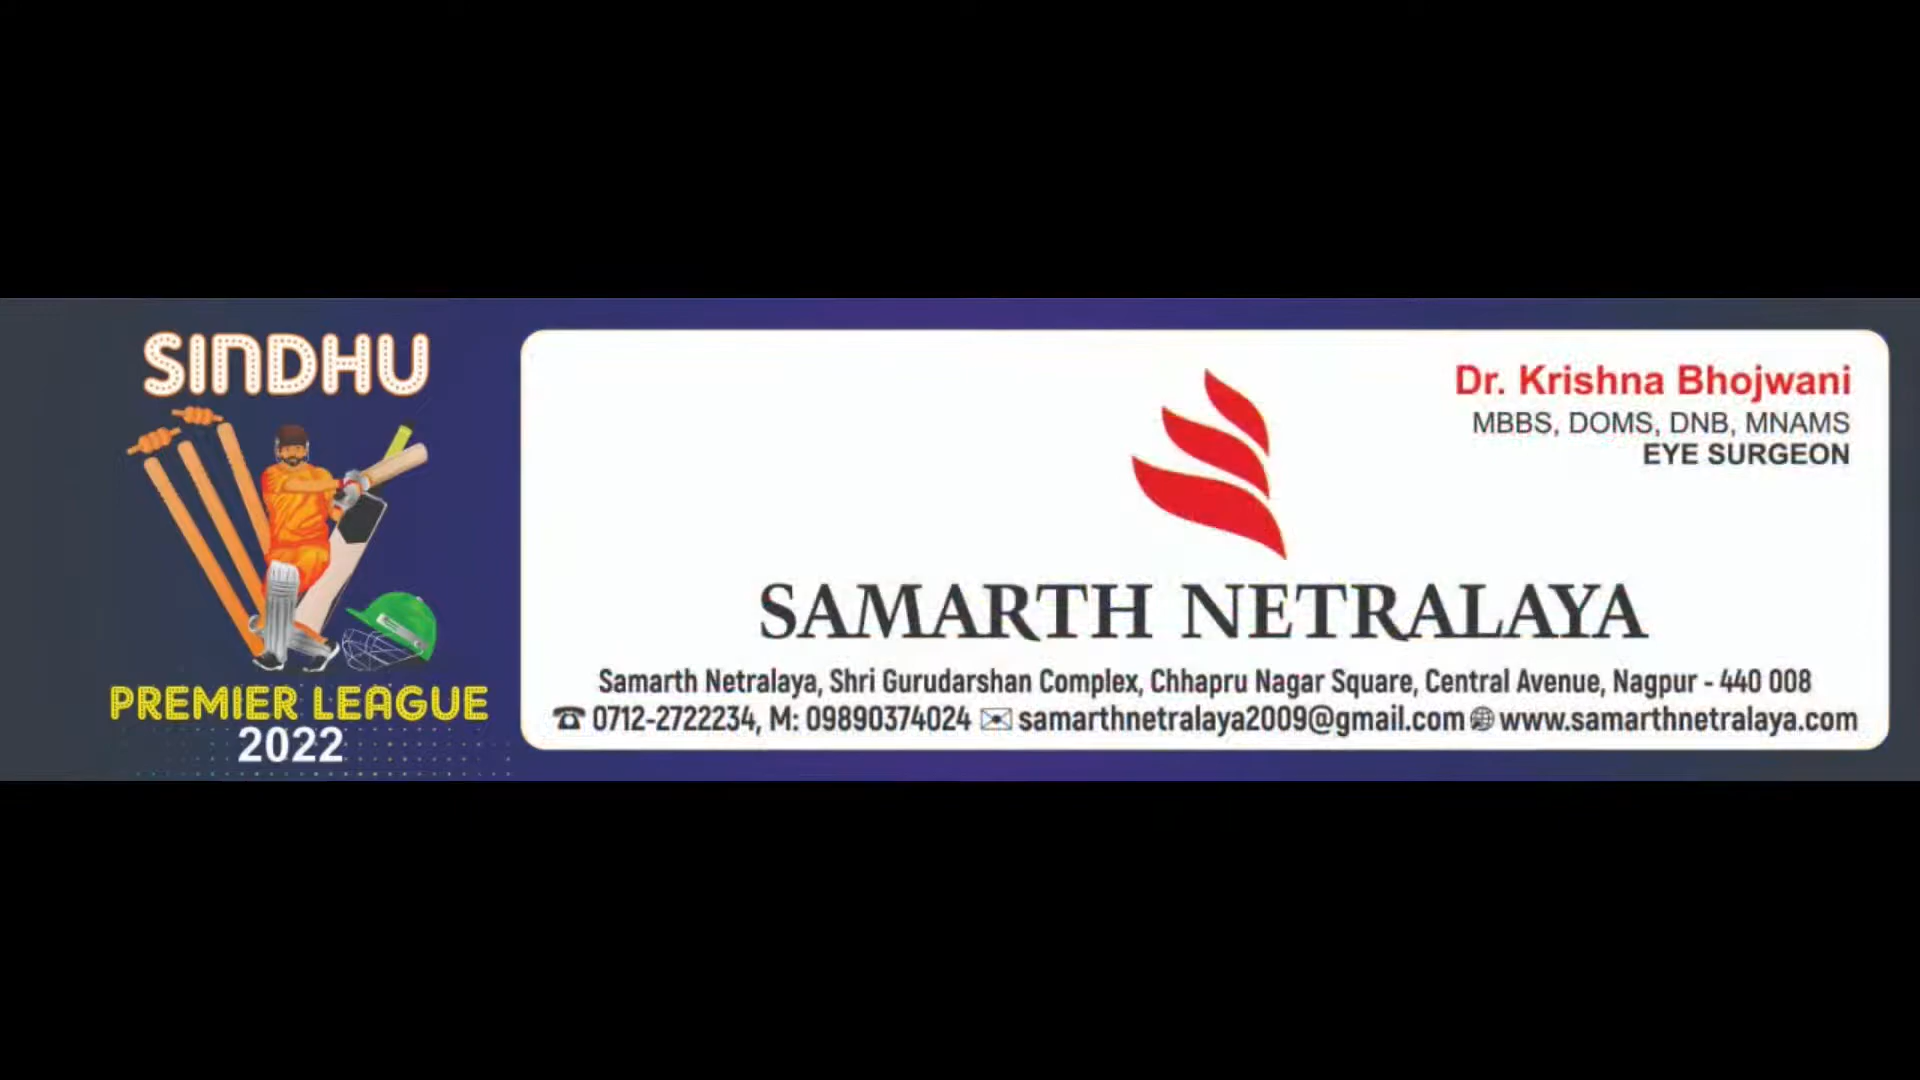 SINDHU
PREMIER LEAGUE
2022
Dr. Krishna Bhojwani
MBBS, DOMS, DNB, MNAMS
EYE SURGEON
SAMARTH NETRALAYA
Samarth Netralaya, Shri Gurudarshan Complex, Chhapru Nagar Square, Central Avenue, Nagpur - 440 008
0712-2722234, M: 09890374024 samarthnetralaya2009@gmail.com www.samarthnetralaya.com